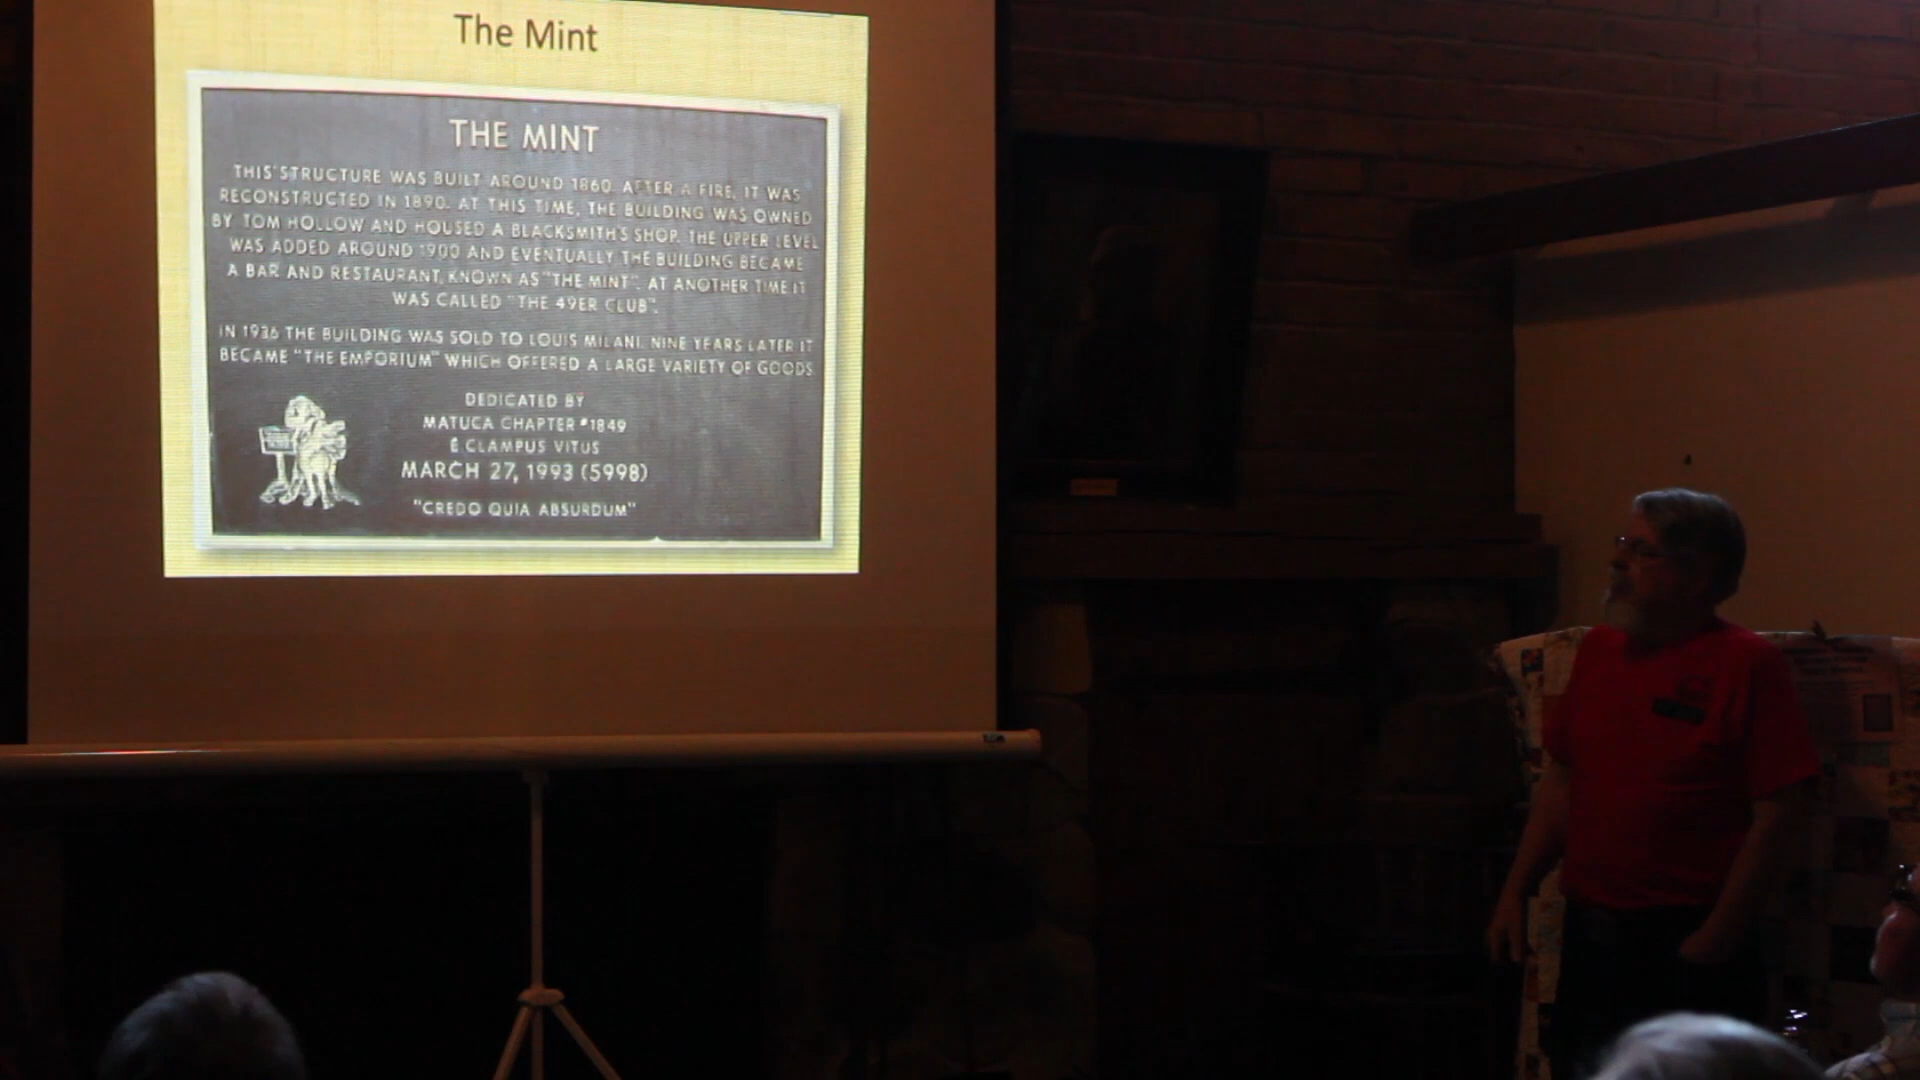 The Mint
THE MINT
THIS STRUCTURE WAS BUILT AROUND 1860. AFTER A FIRE, IT WAS
RECONSTRUCTED IN 1890. AT THIS TIME, THE BUILDING WAS OWNED
BY TOM HOLLOW AND HOUSED A BLACKSMITH'S SHOP. THE UPPER LEVEL
WAS ADDED AROUND 1900 AND EVENTUALLY THE BUILDING BECAME
A BAR AND RESTAURANT, KNOWN AS "THE MINT". AT ANOTHER TIME IT
WAS CALLED "THE 49ER CLUB".
IN 1936 THE BUILDING WAS SOLD TO LOUIS MILANI. NINE YEARS LATER IT
BECAME "THE EMPORIUM" WHICH OFFERED A LARGE VARIETY OF GOODS.
DEDICATED BY
MATUCA CHAPTER #1849
E CLAMPUS VITUS
MARCH 27, 1993 (5998)
"CREDO QUIA ABSURDUM"